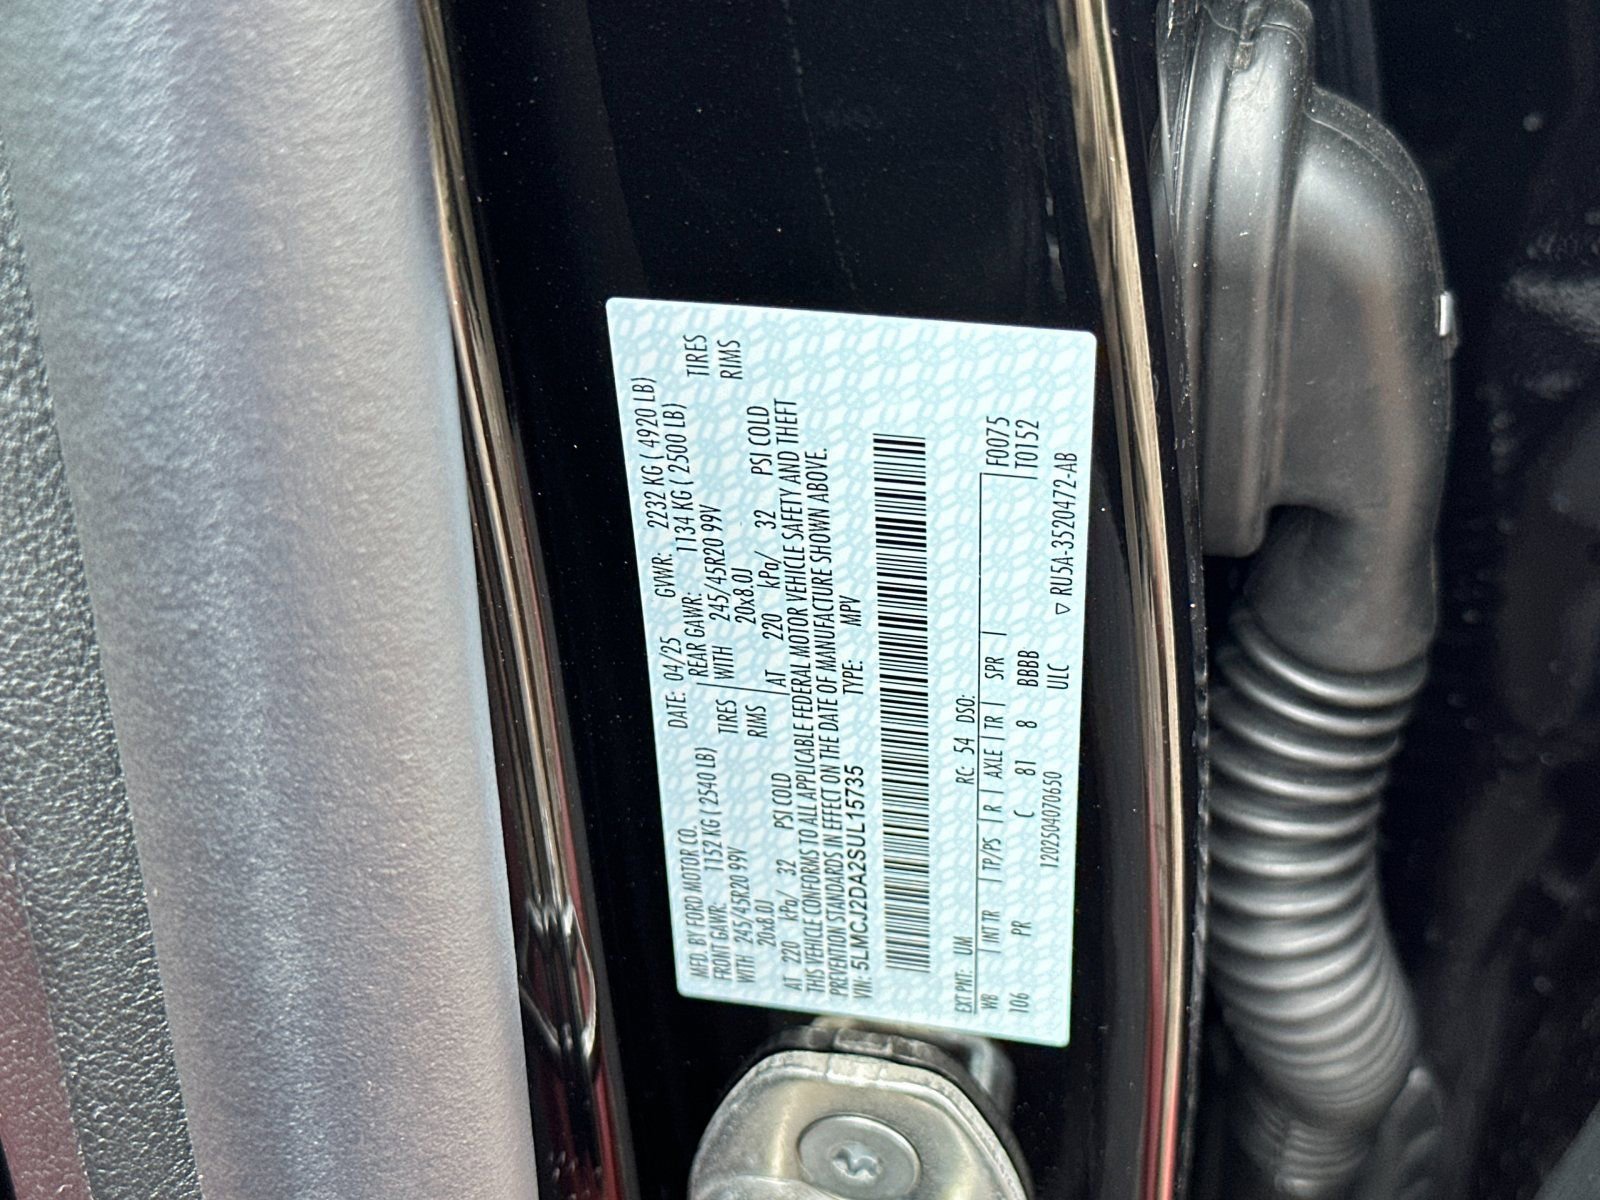 MFD. BY FORD MOTOR CO.
DATE: 04/25 GVWR: 2232 KG ( 4920 LB)
FRONT GAWR: 1152 KG ( 2540 LB) REAR GAWR: 1134 KG ( 2500 LB)
WITH 245/45R20 99V TIRES WITH 245/45R20 99V TIRES
20x8.0J RIMS 20x8.0J RIMS
AT 220 kPa/ 32 PSI COLD AT 220 kPa/ 32 PSI COLD
THIS VEHICLE CONFORMS TO ALL APPLICABLE FEDERAL MOTOR VEHICLE SAFETY AND THEFT
PREVENTION STANDARDS IN EFFECT ON THE DATE OF MANUFACTURE SHOWN ABOVE.
VIN: 5LMCJ2DA2SUL15735 TYPE: MPV
EXT PNT: UM RC: 54 DSO: F0075
WB INT TR TP/PS R AXLE TR SPR T0152
106 PR C 81 8 BBBB
1202504070650 ULC ▽ RU5A-3520472-AB